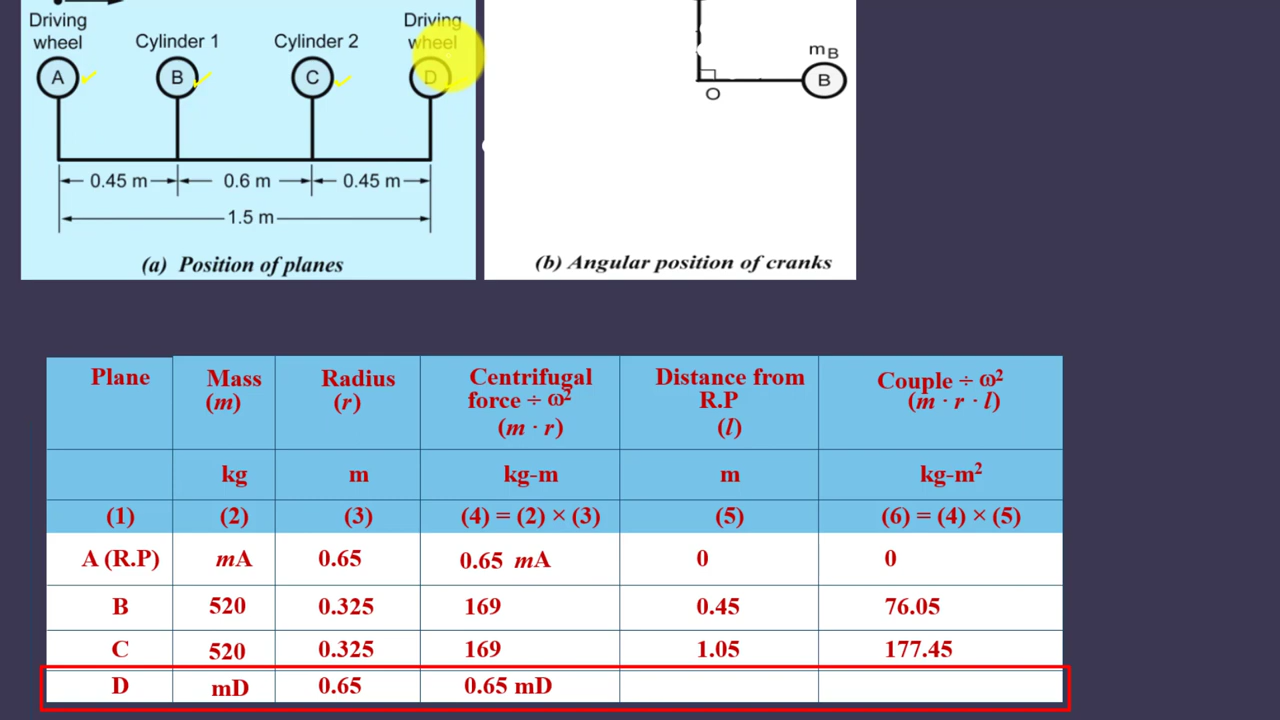 Driving
wheel
Cylinder 1
Cylinder 2
Driving
wheel
A
B
C
D
0.45 m
0.6 m
0.45 m
1.5 m
(a) Position of planes
mB
B
O
(b) Angular position of cranks
Plane Mass (m) Radius (r) Centrifugal force ÷ ω² (m · r) Distance from R.P (l) Couple ÷ ω² (m · r · l)
kg m kg-m m kg-m²
(1) (2) (3) (4) = (2) × (3) (5) (6) = (4) × (5)
A (R.P) mA 0.65 0.65 mA 0 0
B 520 0.325 169 0.45 76.05
C 520 0.325 169 1.05 177.45
D mD 0.65 0.65 mD